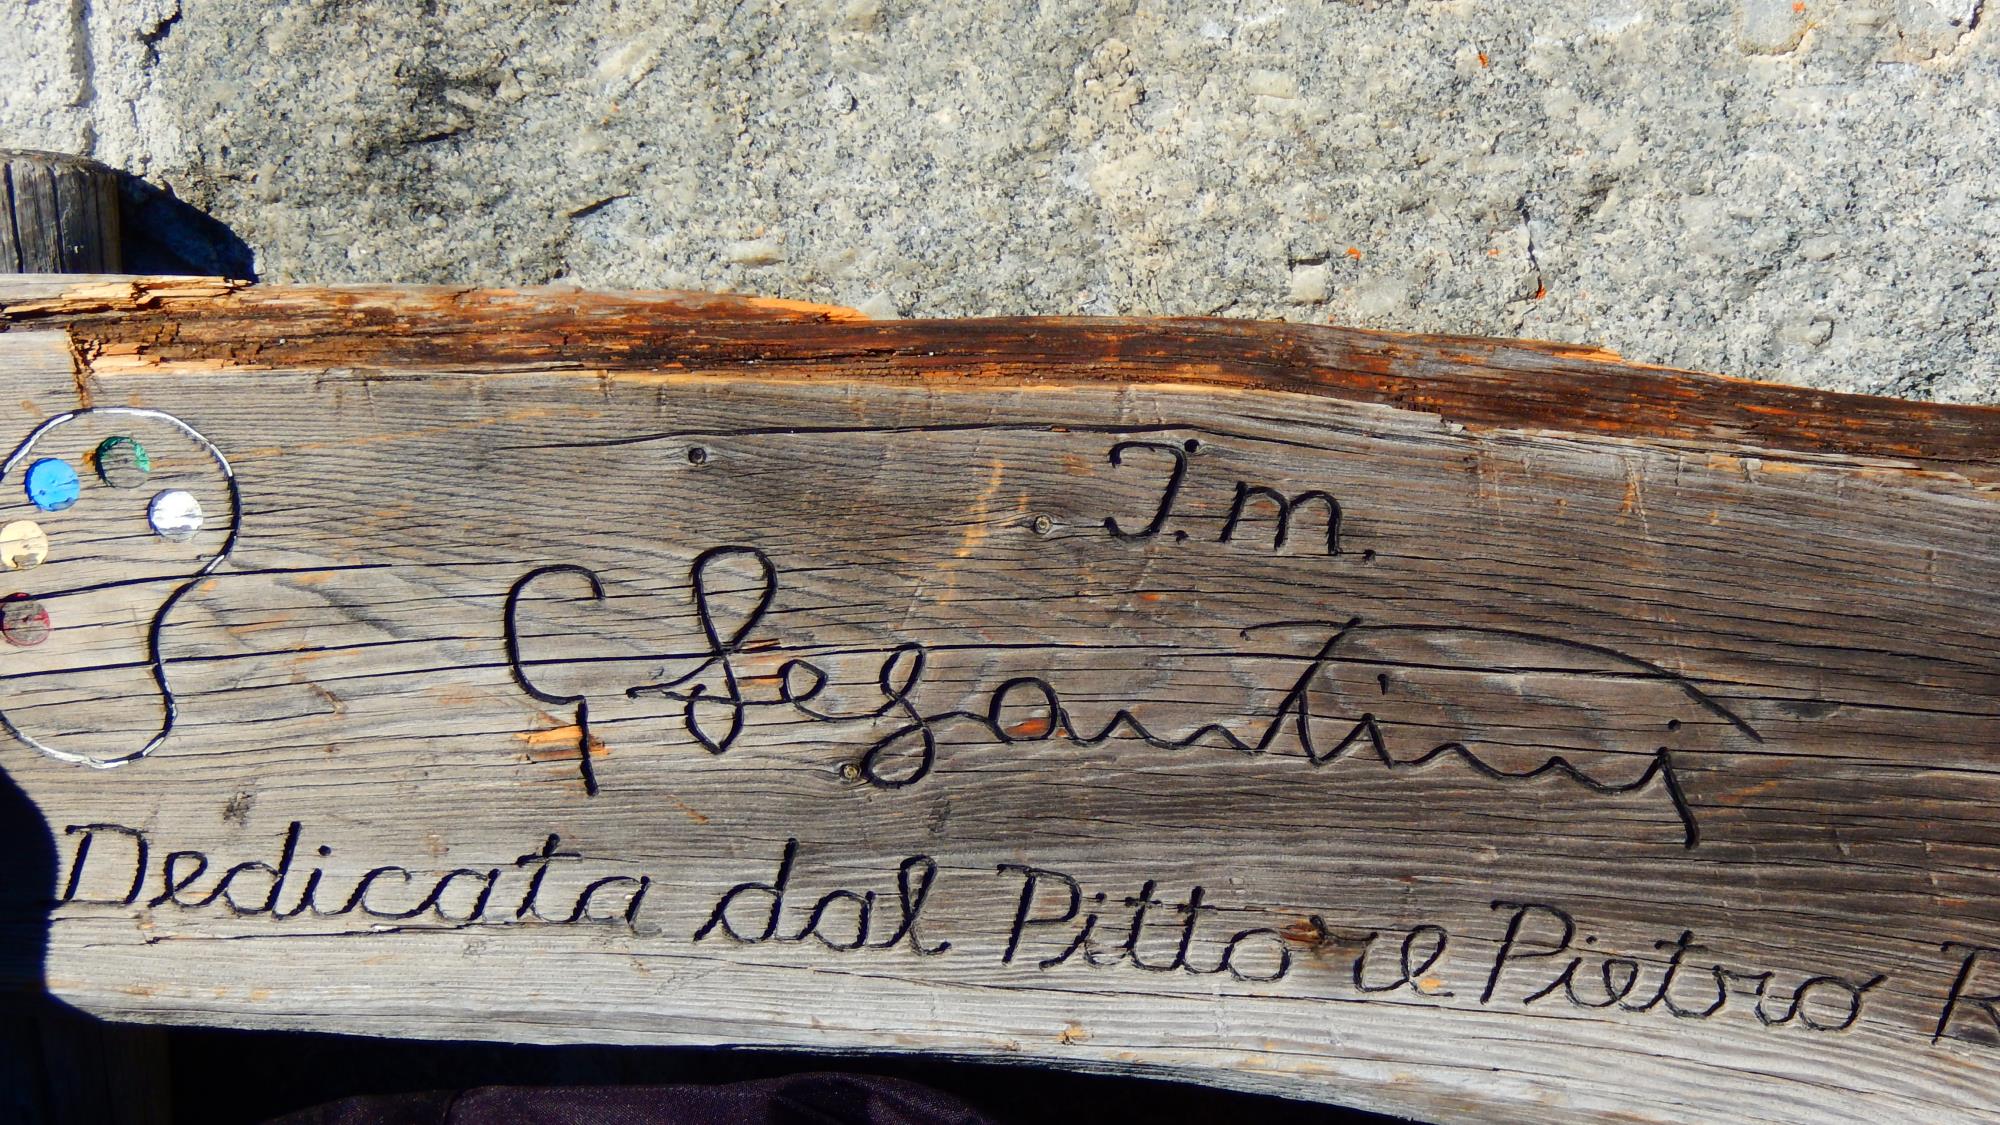 I.m.
G Segantini
Dedicata dal Pittore Pietro R